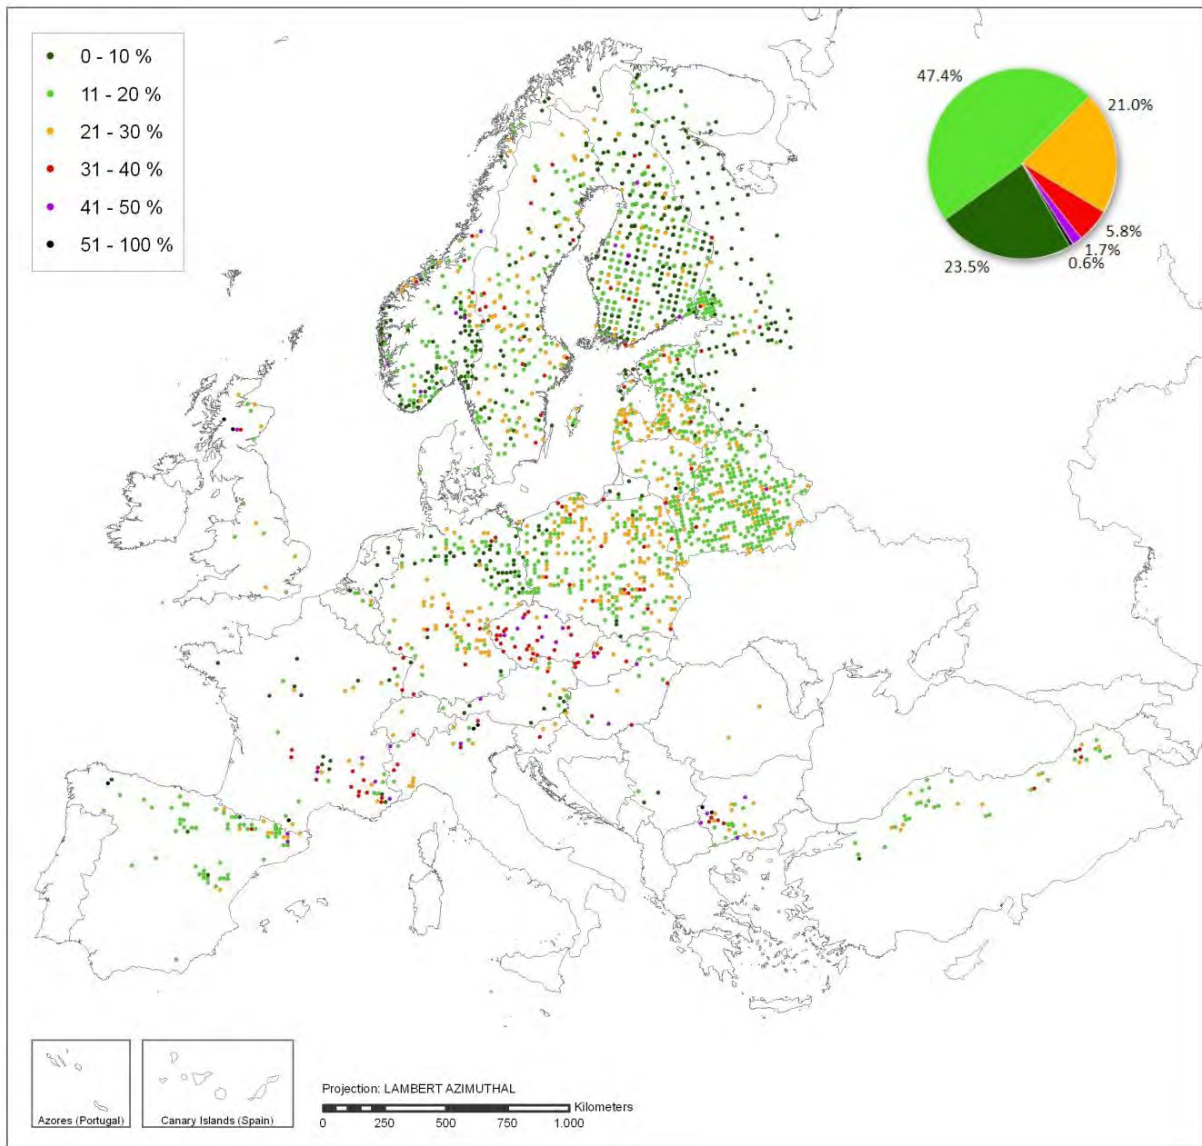 0 - 10 %
11 - 20 %
21 - 30 %
31 - 40 %
41 - 50 %
51 - 100 %
47.4%
21.0%
5.8%
1.7%
0.6%
23.5%
Azores (Portugal)
Canary Islands (Spain)
Projection: LAMBERT AZIMUTHAL
Kilometers
0 250 500 750 1.000